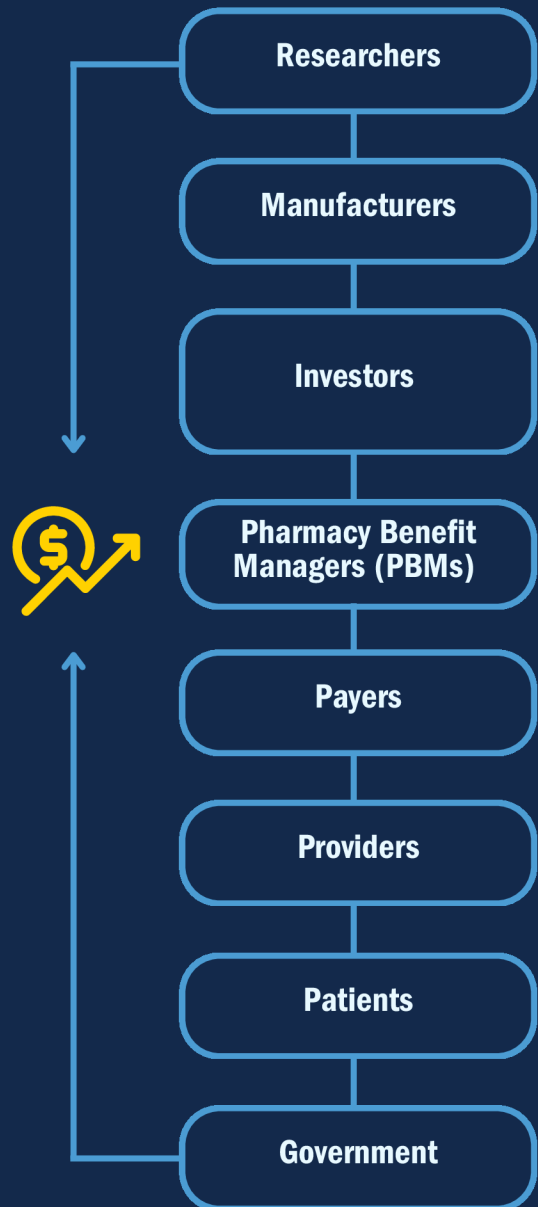 Researchers
Manufacturers
Investors
Pharmacy Benefit
Managers (PBMs)
Payers
Providers
Patients
Government
$